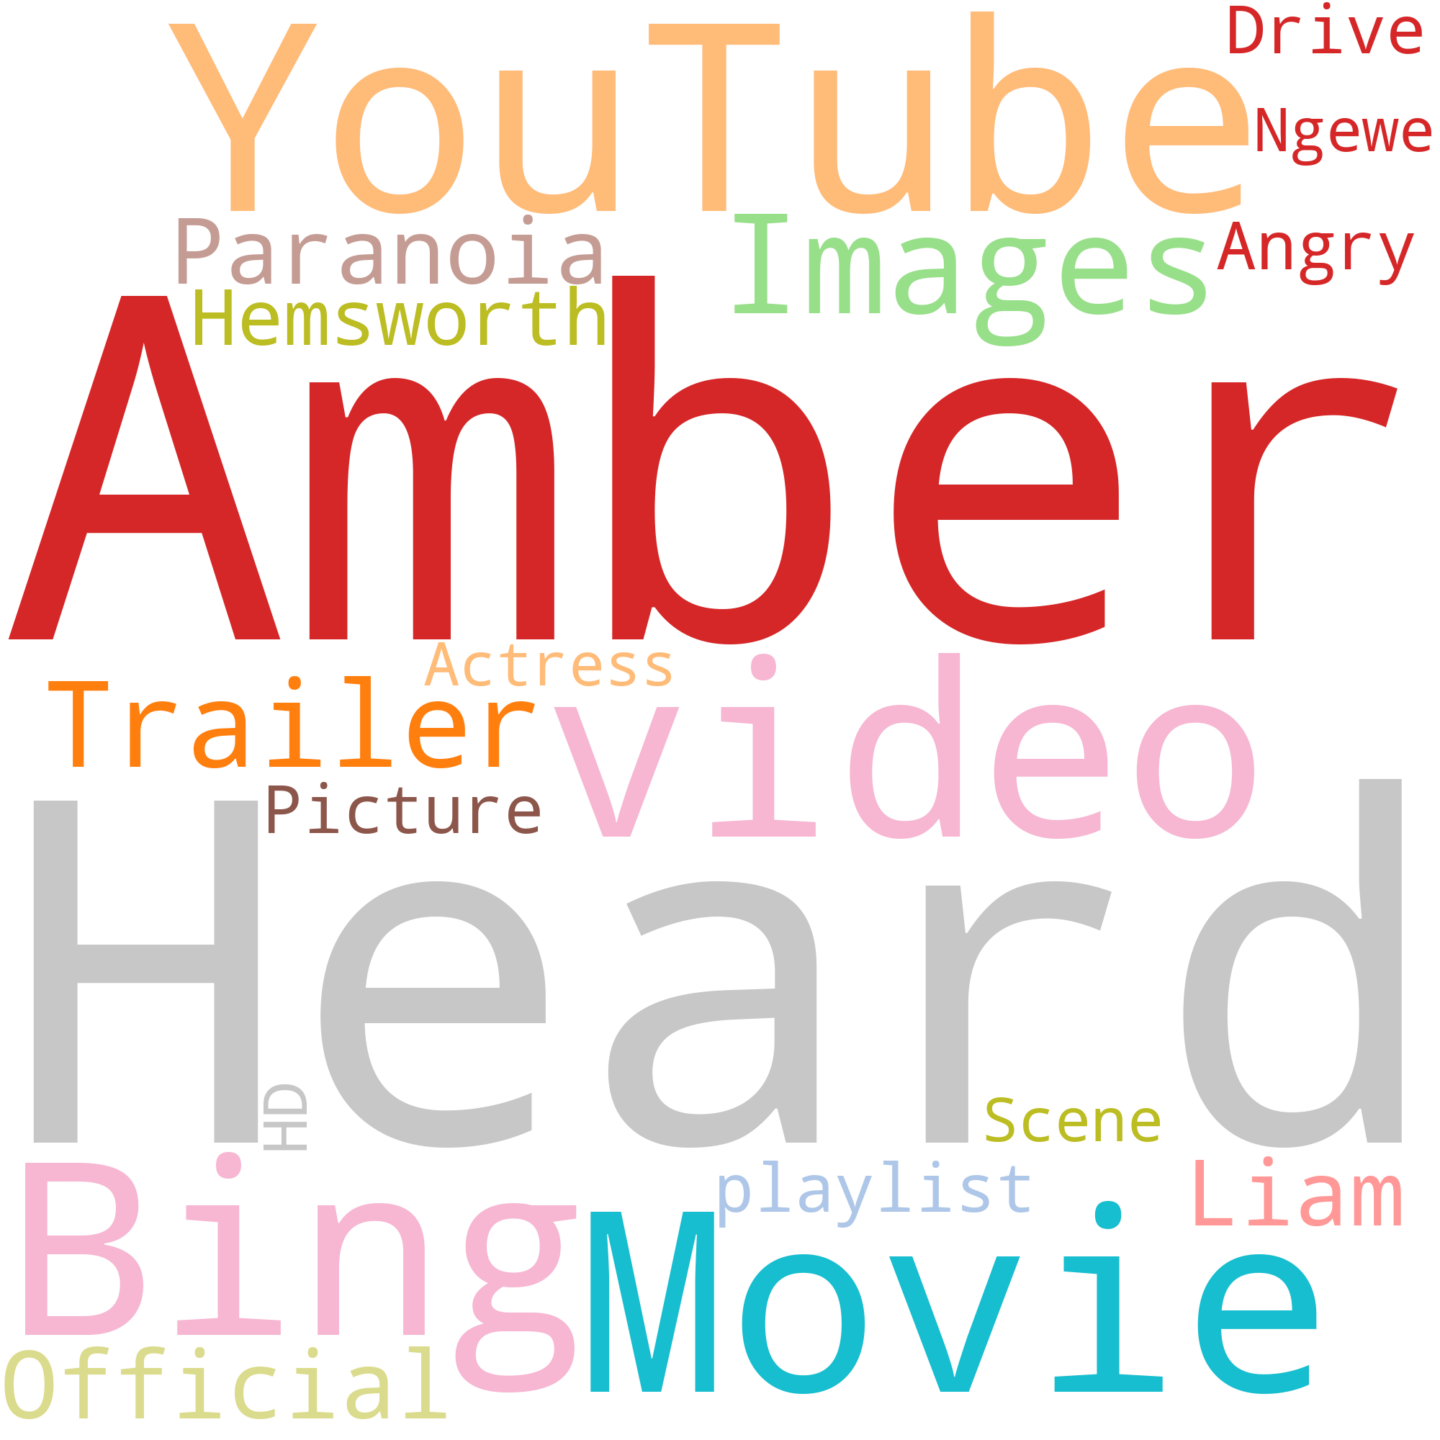 YouTube
Drive
Ngewe
Paranoia
Images
Angry
Hemsworth
Amber
Actress
Trailer
video
Picture
Heard
HD
Scene
Bing
playlist
Liam
Movie
Official